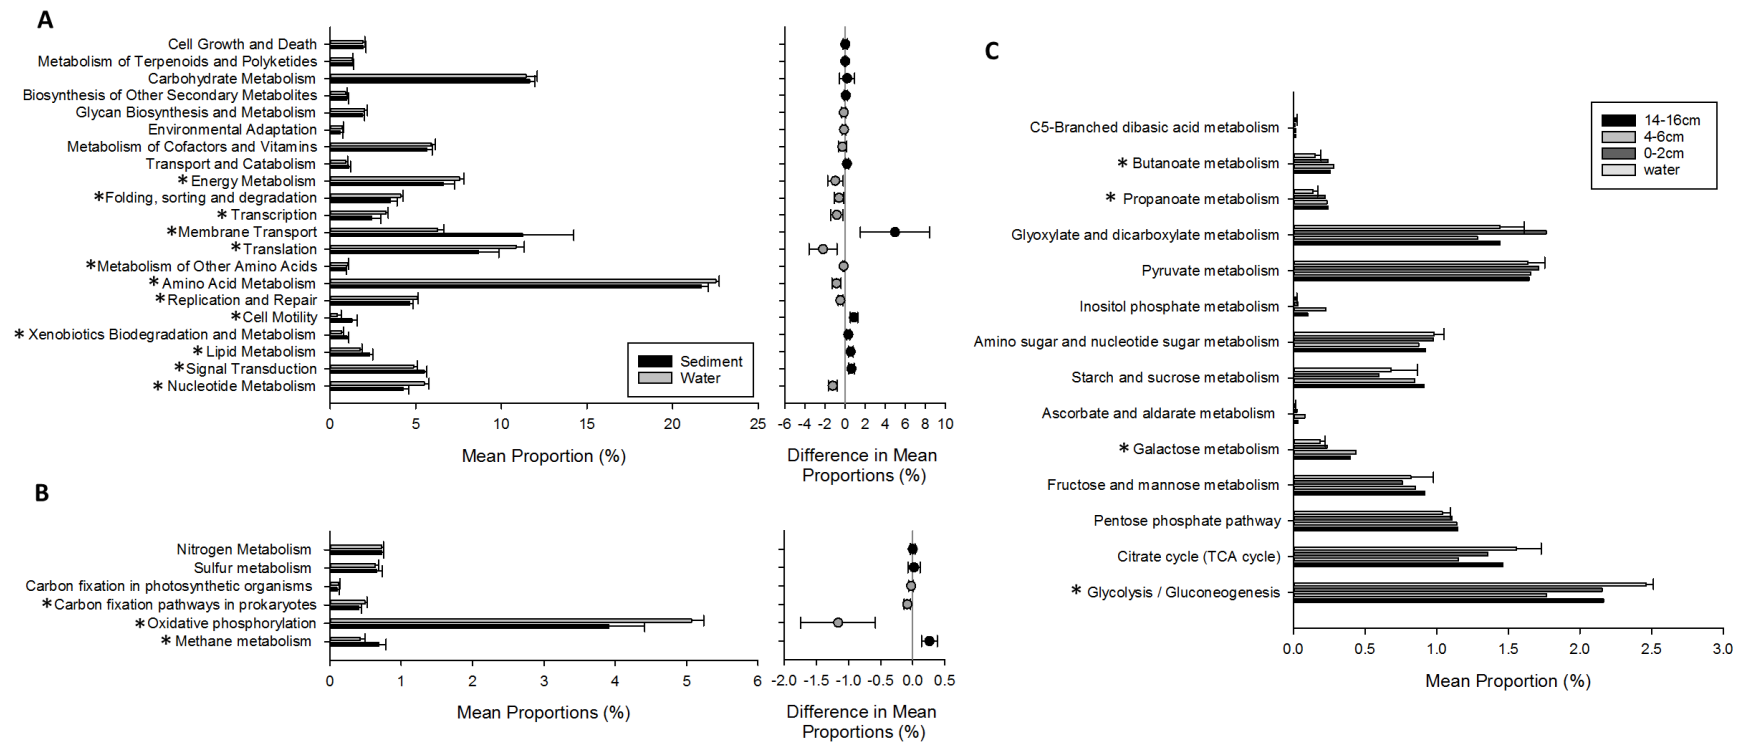 A
Cell Growth and Death
Metabolism of Terpenoids and Polyketides
Carbohydrate Metabolism
Biosynthesis of Other Secondary Metabolites
Glycan Biosynthesis and Metabolism
Environmental Adaptation
Metabolism of Cofactors and Vitamins
Transport and Catabolism
* Energy Metabolism
*Folding, sorting and degradation
* Transcription
*Membrane Transport
*Translation
*Metabolism of Other Amino Acids
* Amino Acid Metabolism
*Replication and Repair
*Cell Motility
* Xenobiotics Biodegradation and Metabolism
* Lipid Metabolism
*Signal Transduction
* Nucleotide Metabolism
Sediment
Water
0 5 10 15 20 25
Mean Proportion (%)
-6 -4 -2 0 2 4 6 8 10
Difference in Mean
Proportions (%)
B
Nitrogen Metabolism
Sulfur metabolism
Carbon fixation in photosynthetic organisms
*Carbon fixation pathways in prokaryotes
*Oxidative phosphorylation
* Methane metabolism
0 1 2 3 4 5 6
Mean Proportions (%)
-2.0 -1.5 -1.0 -0.5 0.0 0.5
Difference in Mean
Proportions (%)
C
14-16cm
4-6cm
0-2cm
water
C5-Branched dibasic acid metabolism
* Butanoate metabolism
* Propanoate metabolism
Glyoxylate and dicarboxylate metabolism
Pyruvate metabolism
Inositol phosphate metabolism
Amino sugar and nucleotide sugar metabolism
Starch and sucrose metabolism
Ascorbate and aldarate metabolism
* Galactose metabolism
Fructose and mannose metabolism
Pentose phosphate pathway
Citrate cycle (TCA cycle)
* Glycolysis / Gluconeogenesis
0.0 0.5 1.0 1.5 2.0 2.5 3.0
Mean Proportion (%)